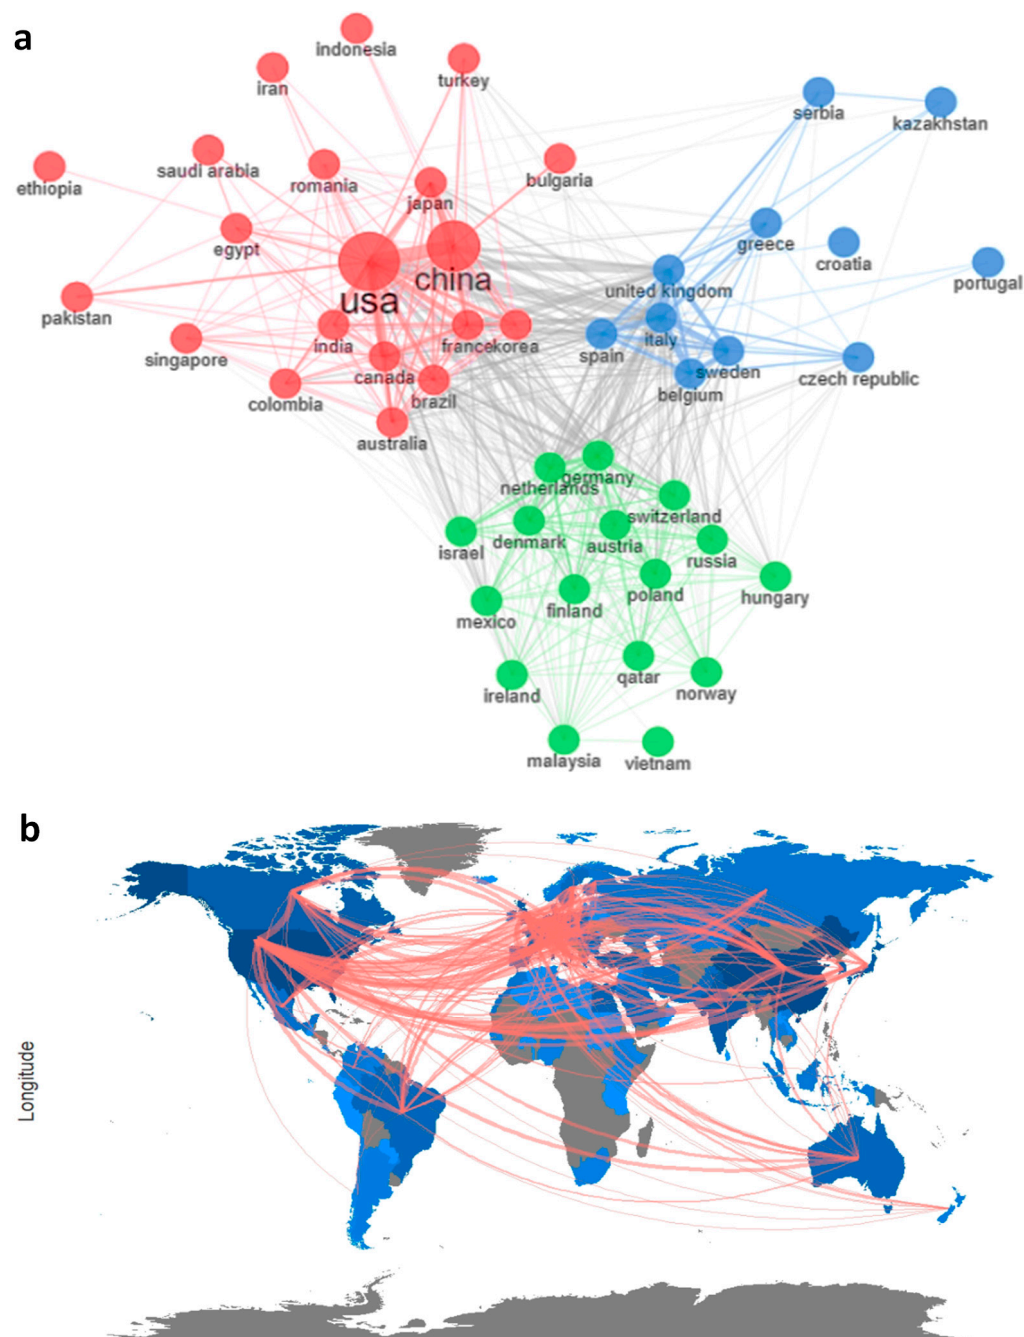 a
indonesia
iran
turkey
serbia
kazakhstan
ethiopia
saudi arabia
romania
japan
bulgaria
egypt
greece
croatia
portugal
usa
china
united kingdom
pakistan
singapore
india
france
korea
italy
spain
sweden
czech republic
canada
belgium
colombia
brazil
australia
netherlands
germany
switzerland
israel
denmark
austria
russia
mexico
finland
poland
hungary
ireland
qatar
norway
malaysia
vietnam
b
Longitude